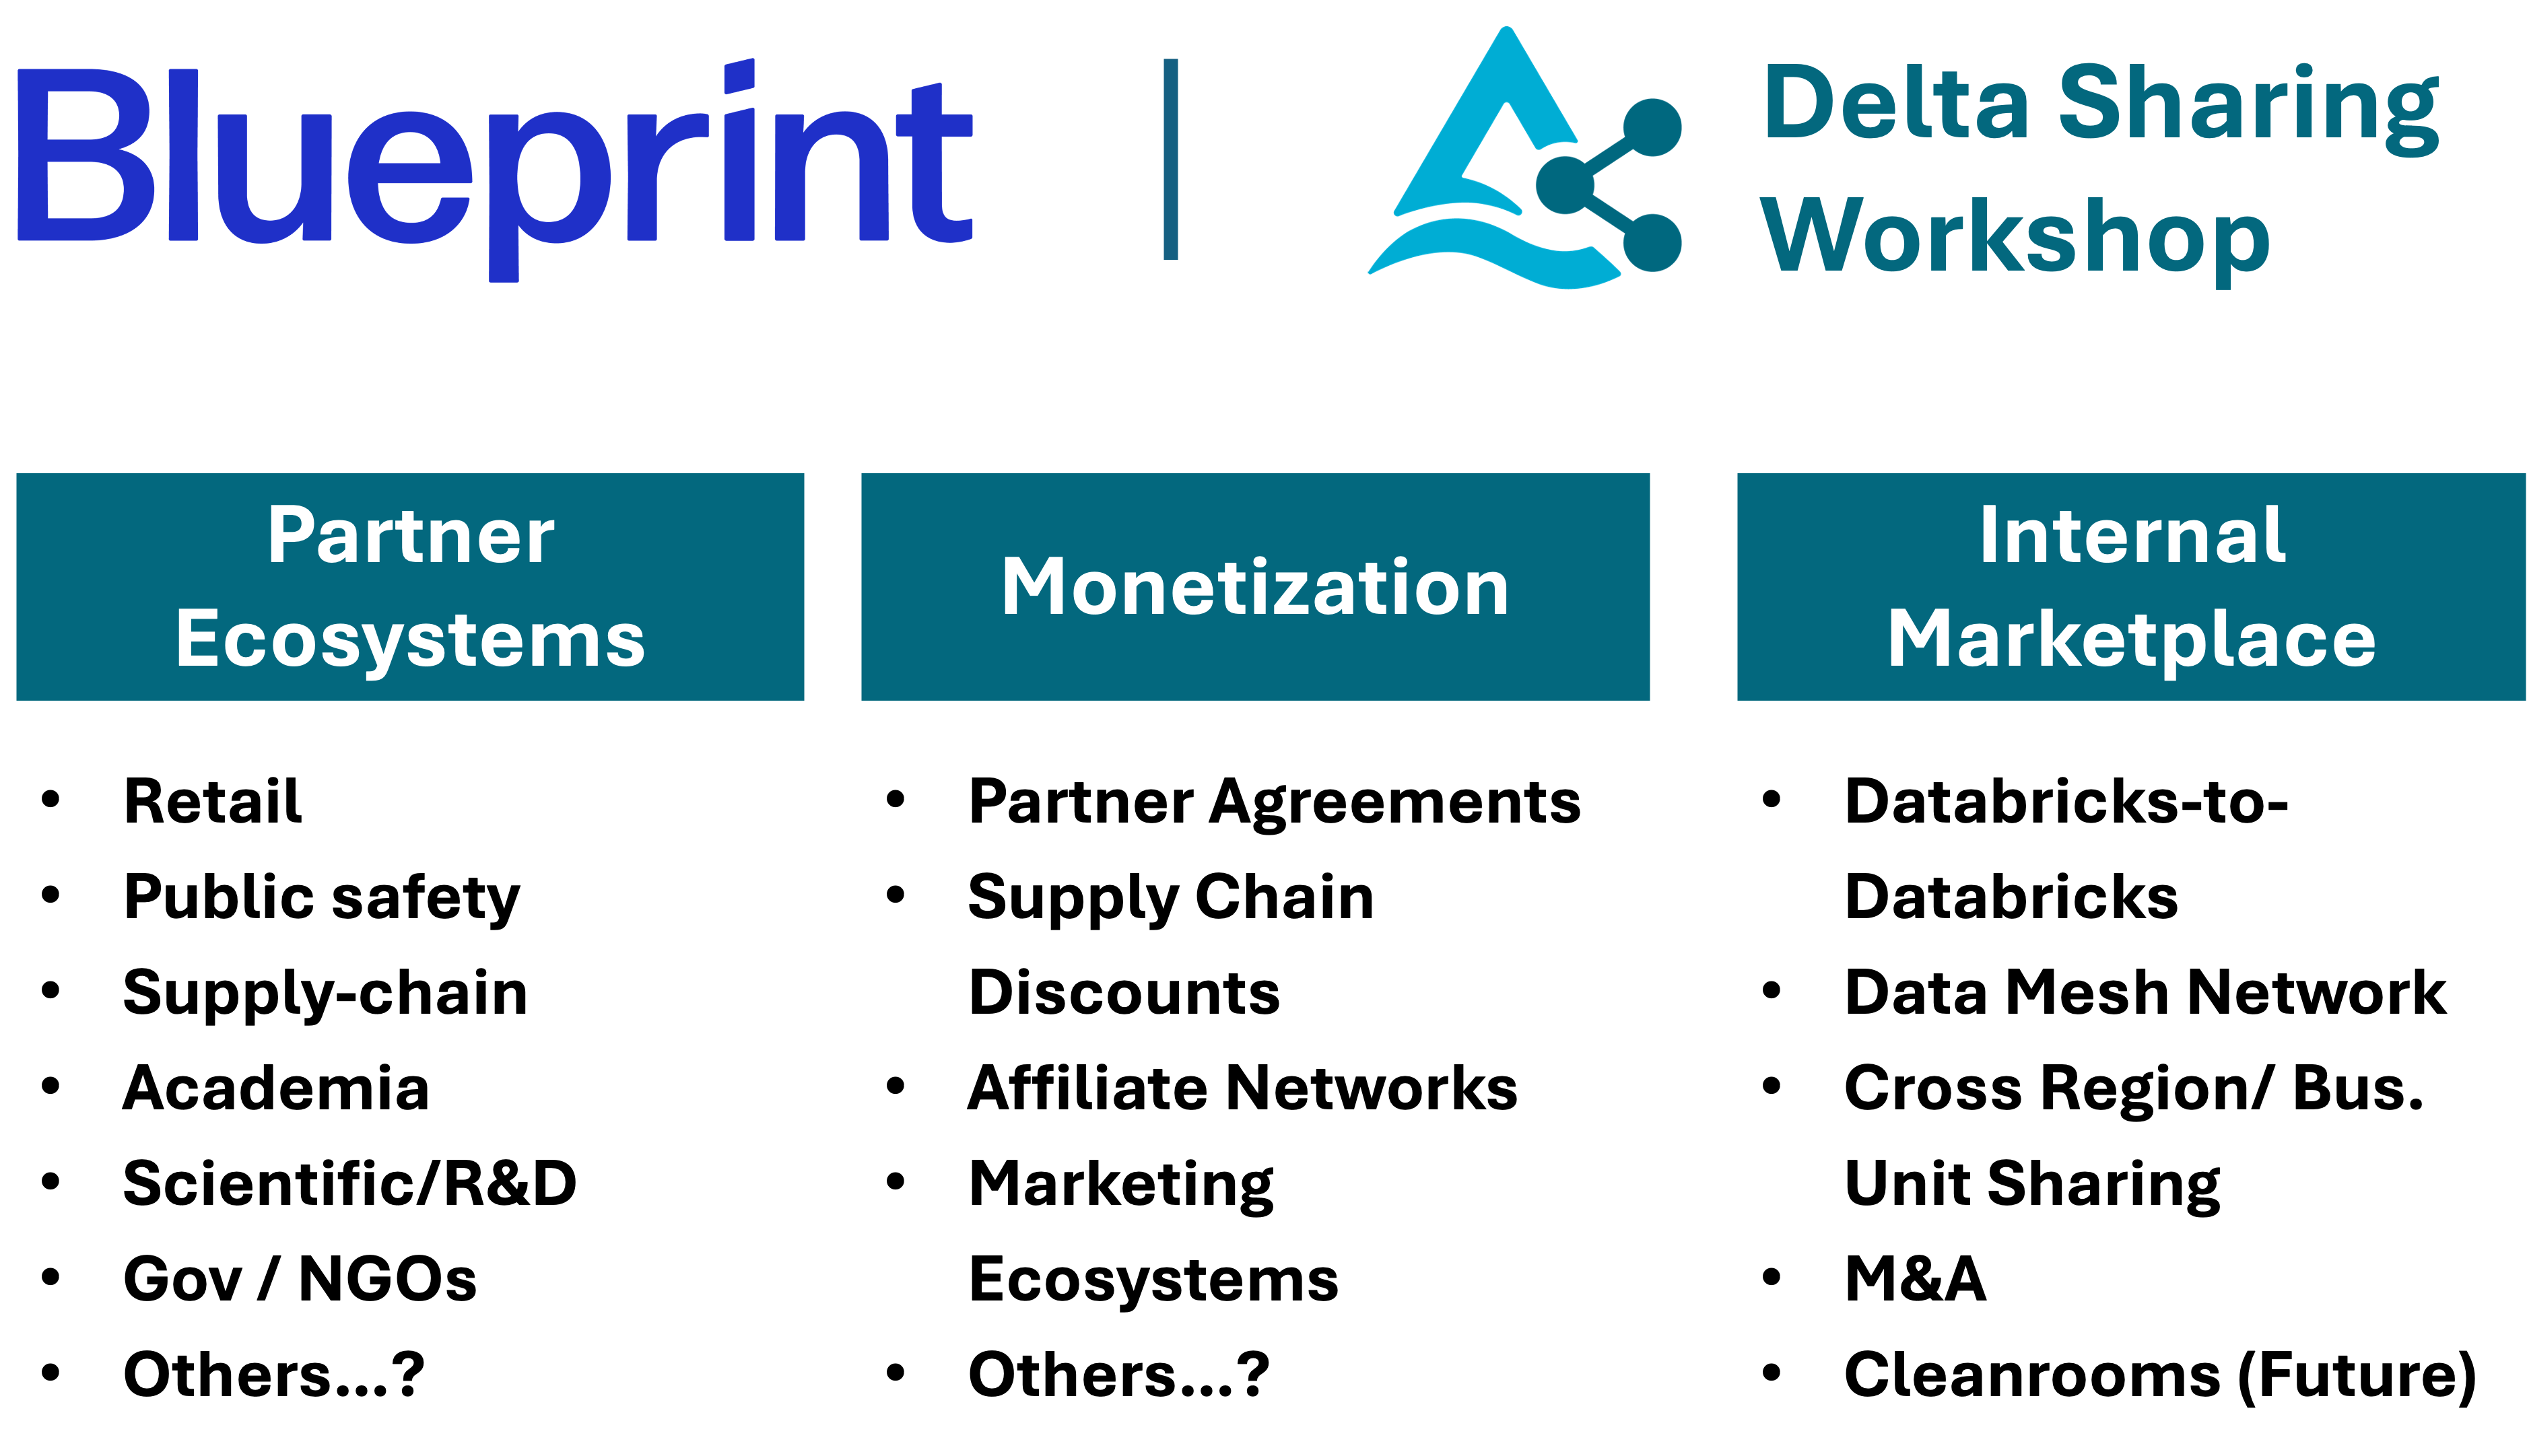 Blueprint
Delta Sharing
Workshop
Partner
Ecosystems
• Retail
• Public safety
• Supply-chain
• Academia
• Scientific/R&D
• Gov / NGOs
• Others...?
Monetization
• Partner Agreements
• Supply Chain
Discounts
• Affiliate Networks
• Marketing
Ecosystems
• Others...?
Internal
Marketplace
• Databricks-to-
Databricks
• Data Mesh Network
• Cross Region/ Bus.
Unit Sharing
• M&A
• Cleanrooms (Future)